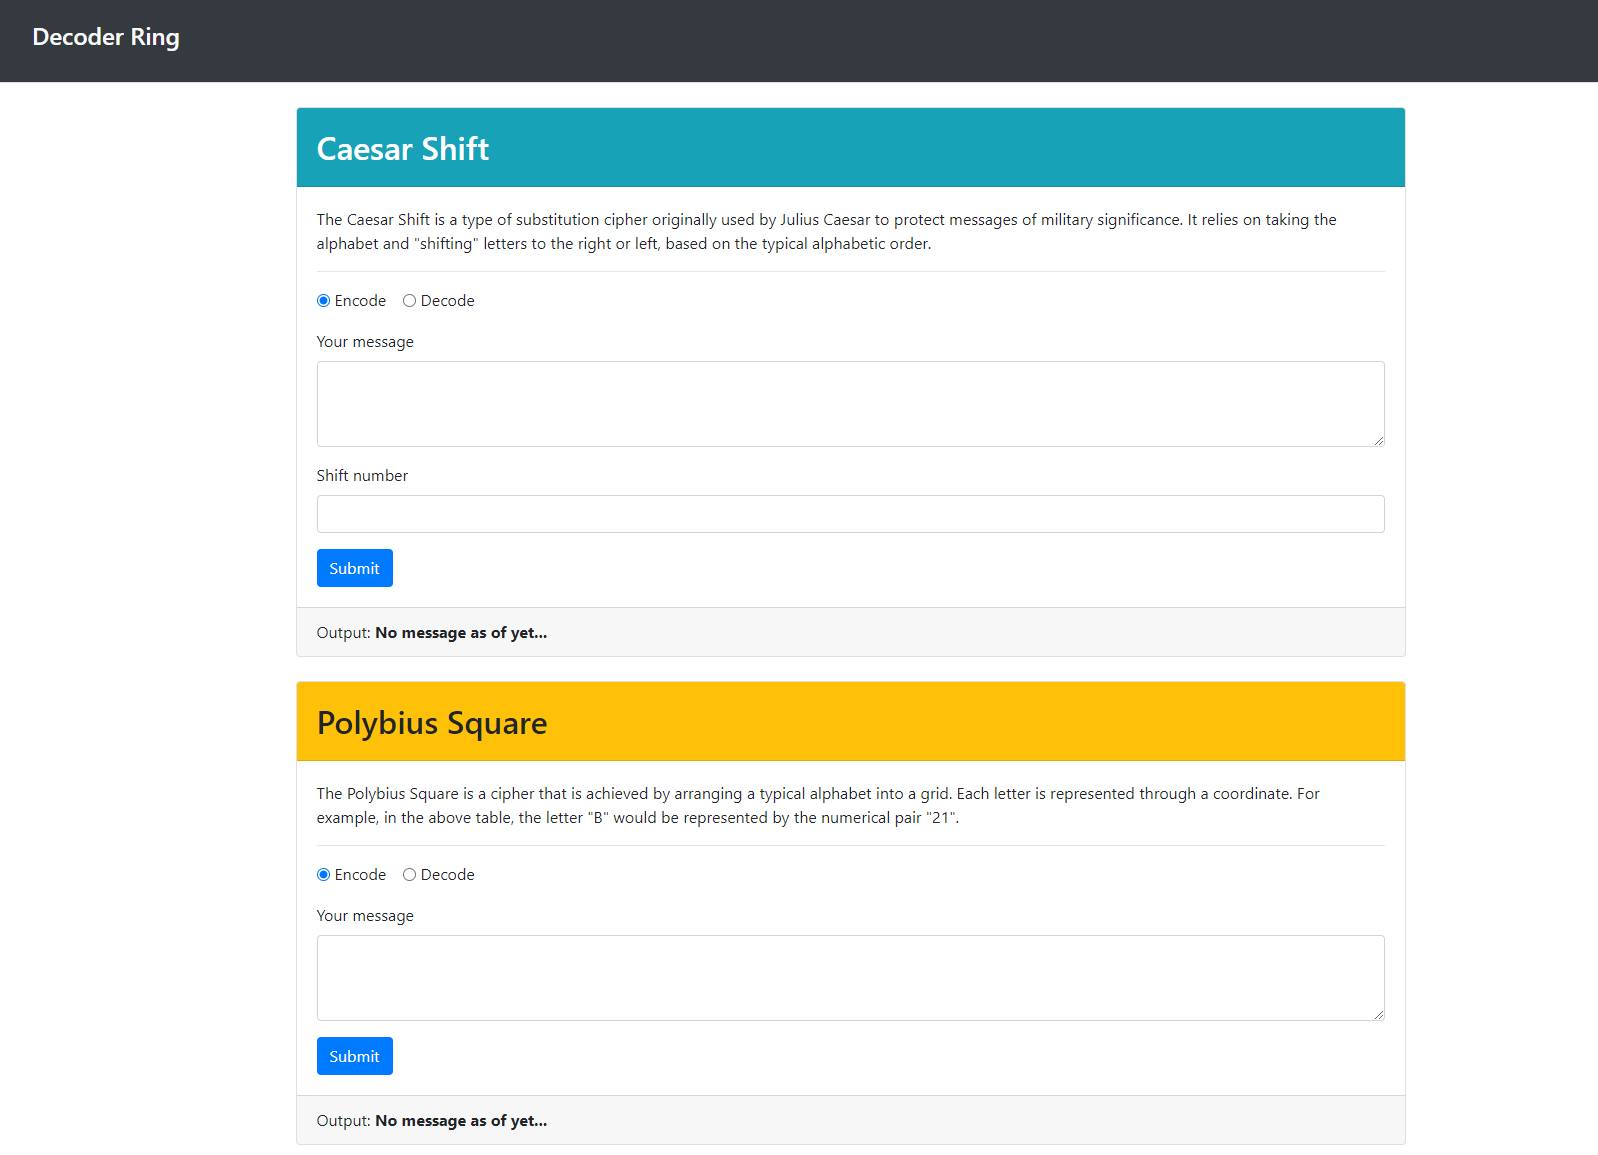 Decoder Ring
Caesar Shift
The Caesar Shift is a type of substitution cipher originally used by Julius Caesar to protect messages of military significance. It relies on taking the
alphabet and "shifting" letters to the right or left, based on the typical alphabetic order.
Encode Decode
Your message
Shift number
Submit
Output: No message as of yet...
Polybius Square
The Polybius Square is a cipher that is achieved by arranging a typical alphabet into a grid. Each letter is represented through a coordinate. For
example, in the above table, the letter "B" would be represented by the numerical pair "21".
Encode Decode
Your message
Submit
Output: No message as of yet...